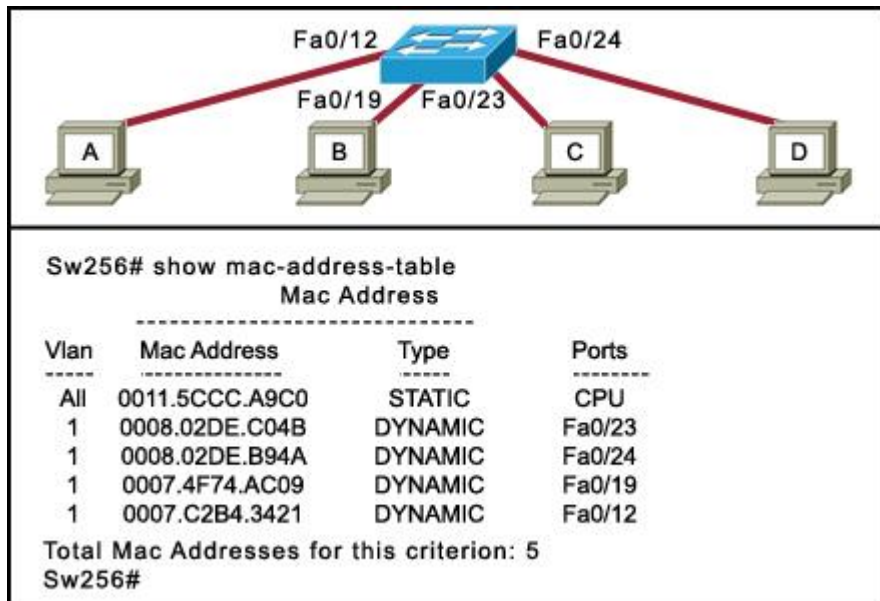 Fa0/12 Fa0/24
Fa0/19 Fa0/23
A B C D
Sw256# show mac-address-table
Mac Address
-------------------------------
Vlan Mac Address Type Ports
----- -------------- ----- --------
All 0011.5CCC.A9C0 STATIC CPU
1 0008.02DE.C04B DYNAMIC Fa0/23
1 0008.02DE.B94A DYNAMIC Fa0/24
1 0007.4F74.AC09 DYNAMIC Fa0/19
1 0007.C2B4.3421 DYNAMIC Fa0/12
Total Mac Addresses for this criterion: 5
Sw256#